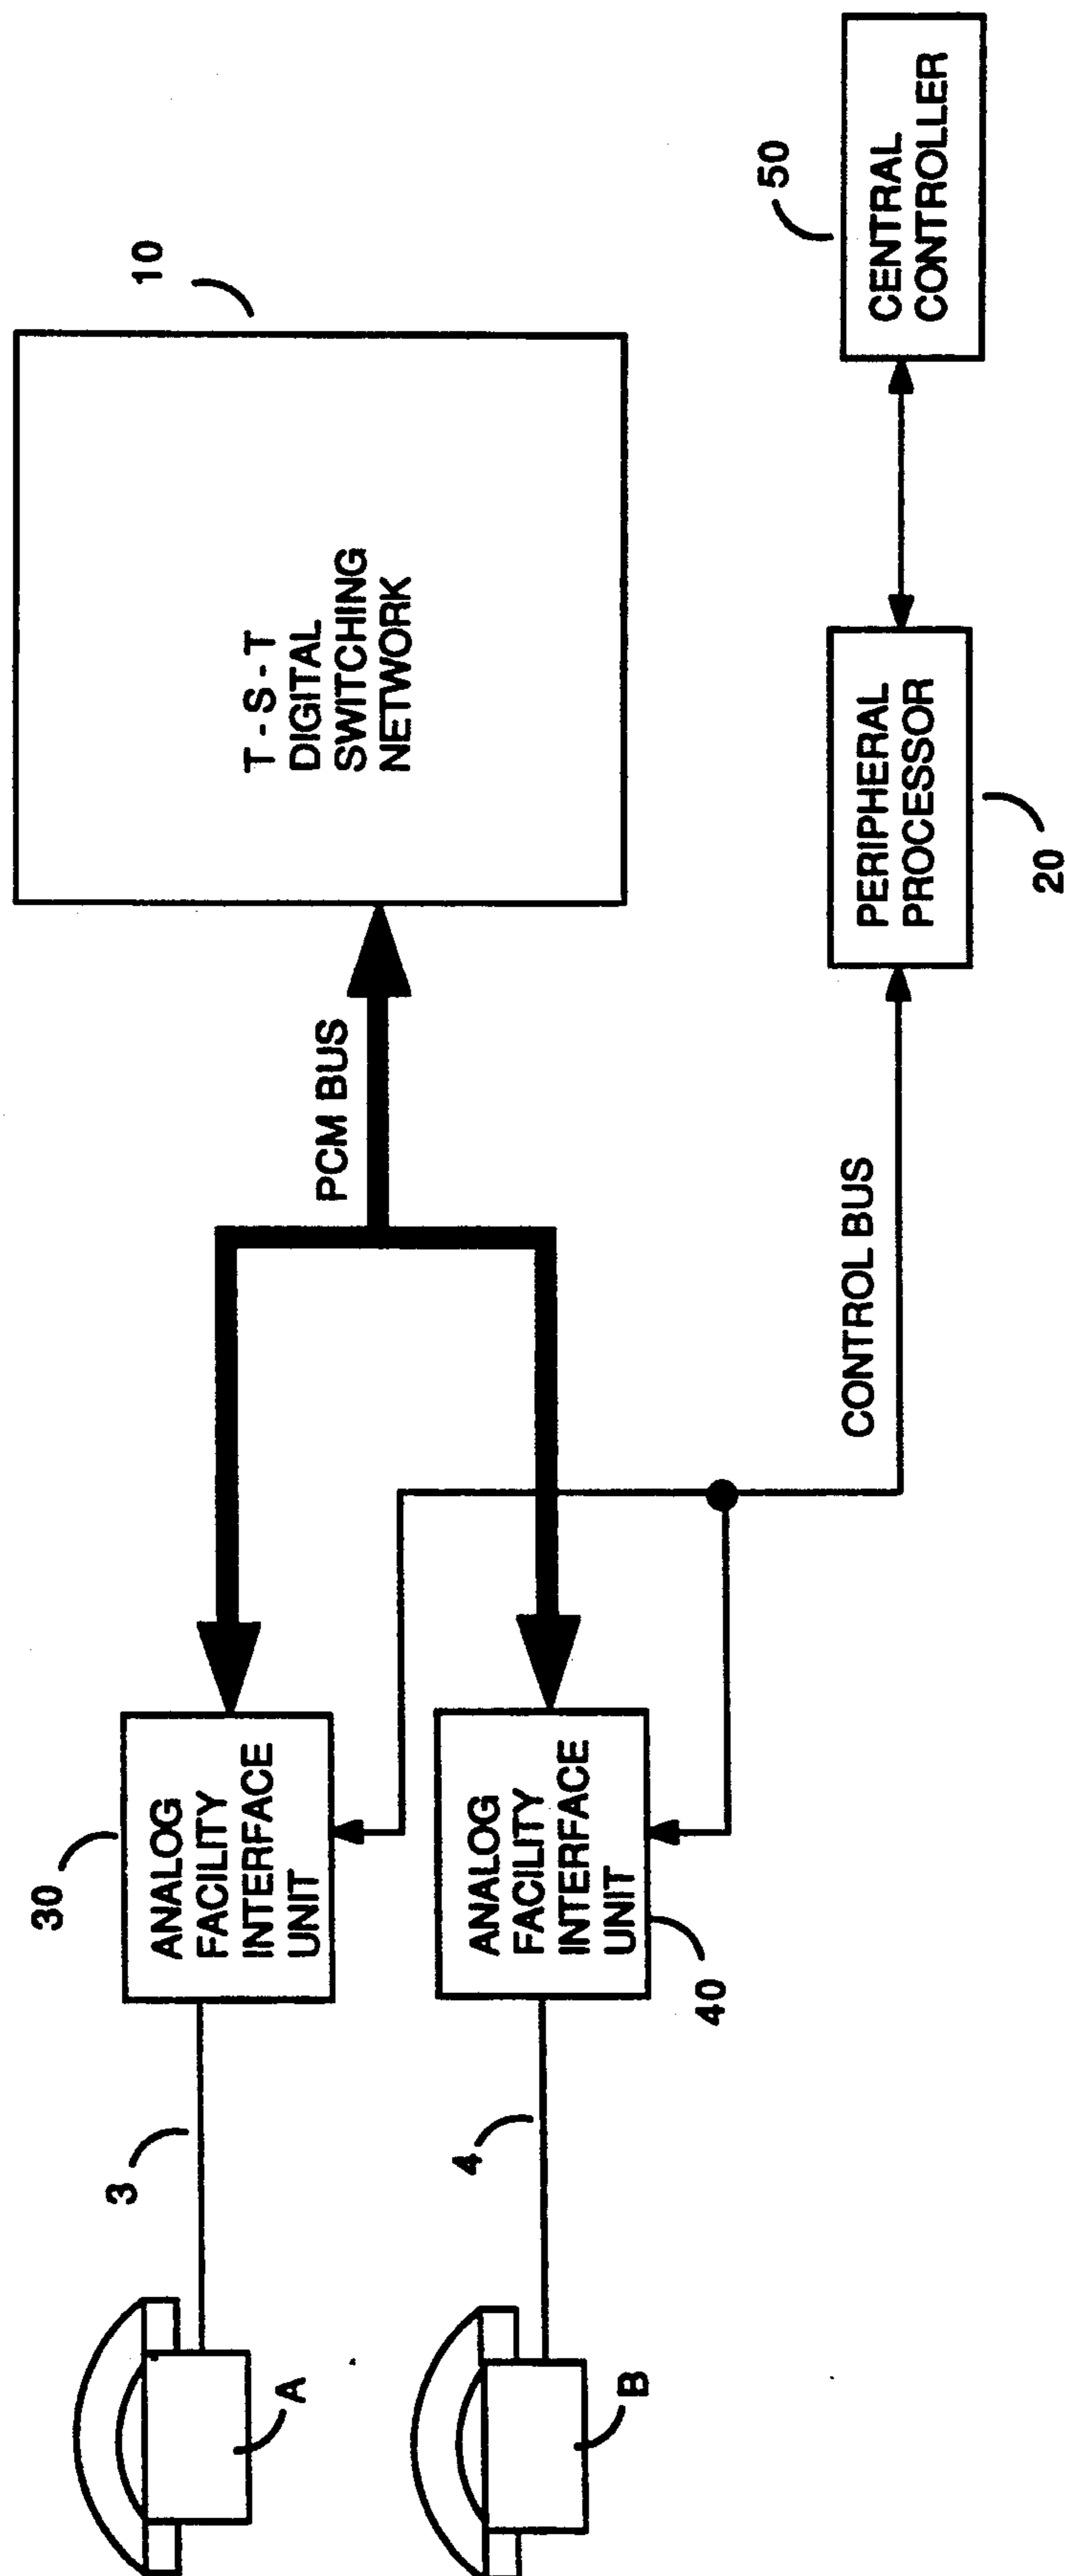 10
T - S - T
DIGITAL
SWITCHING
NETWORK
PCM BUS
30
ANALOG
FACILITY
INTERFACE
UNIT
3
A
ANALOG
FACILITY
INTERFACE
UNIT
40
4
B
CONTROL BUS
PERIPHERAL
PROCESSOR
20
50
CENTRAL
CONTROLLER